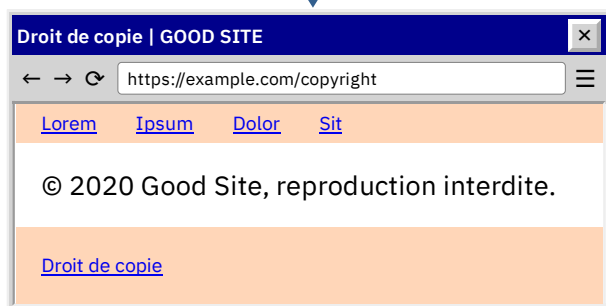 Droit de copie | GOOD SITE
https://example.com/copyright
Lorem Ipsum Dolor Sit
© 2020 Good Site, reproduction interdite.
Droit de copie